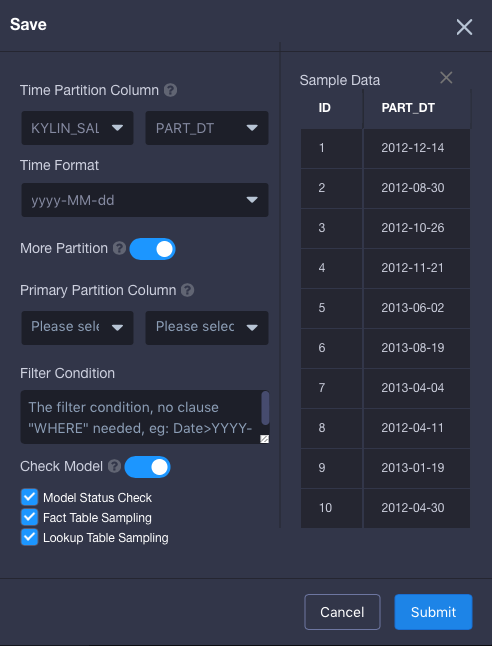 Save
Time Partition Column ?
KYLIN_SAL PART_DT
Time Format
yyyy-MM-dd
More Partition ?
Primary Partition Column ?
Please sele Please selec
Filter Condition
The filter condition, no clause
"WHERE" needed, eg: Date>YYYY-
Check Model ?
Model Status Check
Fact Table Sampling
Lookup Table Sampling
Sample Data
ID PART_DT
1 2012-12-14
2 2012-08-30
3 2012-10-26
4 2012-11-21
5 2013-06-02
6 2013-08-19
7 2013-04-04
8 2012-04-11
9 2013-01-19
10 2012-04-30
Cancel Submit